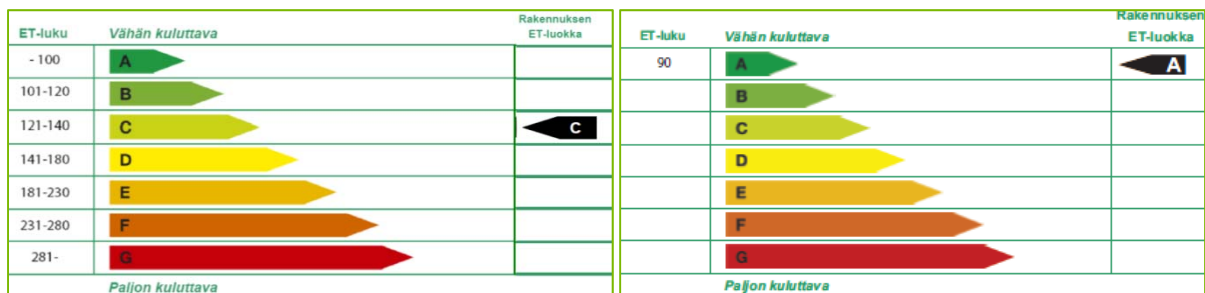 Rakennuksen
ET-luku Vähän kuluttava ET-luokka
- 100 A
101-120 B
121-140 C C
141-180 D
181-230 E
231-280 F
281- G
Paljon kuluttava
Rakennuksen
ET-luku Vähän kuluttava ET-luokka
90 A A
B
C
D
E
F
G
Paljon kuluttava